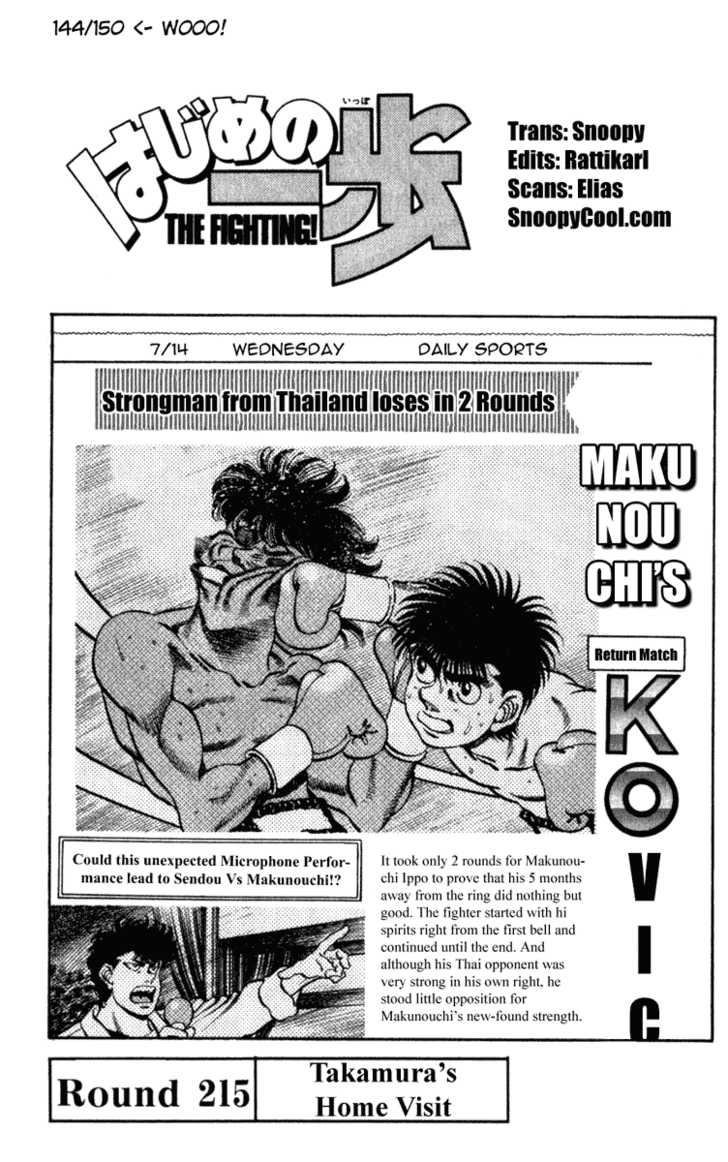 144/150 <- WOOO!
はじめの一歩
いっぽ
THE FIGHTING!
Trans: Snoopy
Edits: Rattikarl
Scans: Elias
SnoopyCool.com
7/14 WEDNESDAY DAILY SPORTS
Strongman from Thailand loses in 2 Rounds
MAKU
NOU
CHI'S
Return Match
K
O
V
I
C
Could this unexpected Microphone Perfor-
mance lead to Sendou Vs Makunouchi!?
It took only 2 rounds for Makunou-
chi Ippo to prove that his 5 months
away from the ring did nothing but
good. The fighter started with hi
spirits right from the first bell and
continued until the end. And
although his Thai opponent was
very strong in his own right, he
stood little opposition for
Makunouchi's new-found strength.
Round 215
Takamura's
Home Visit